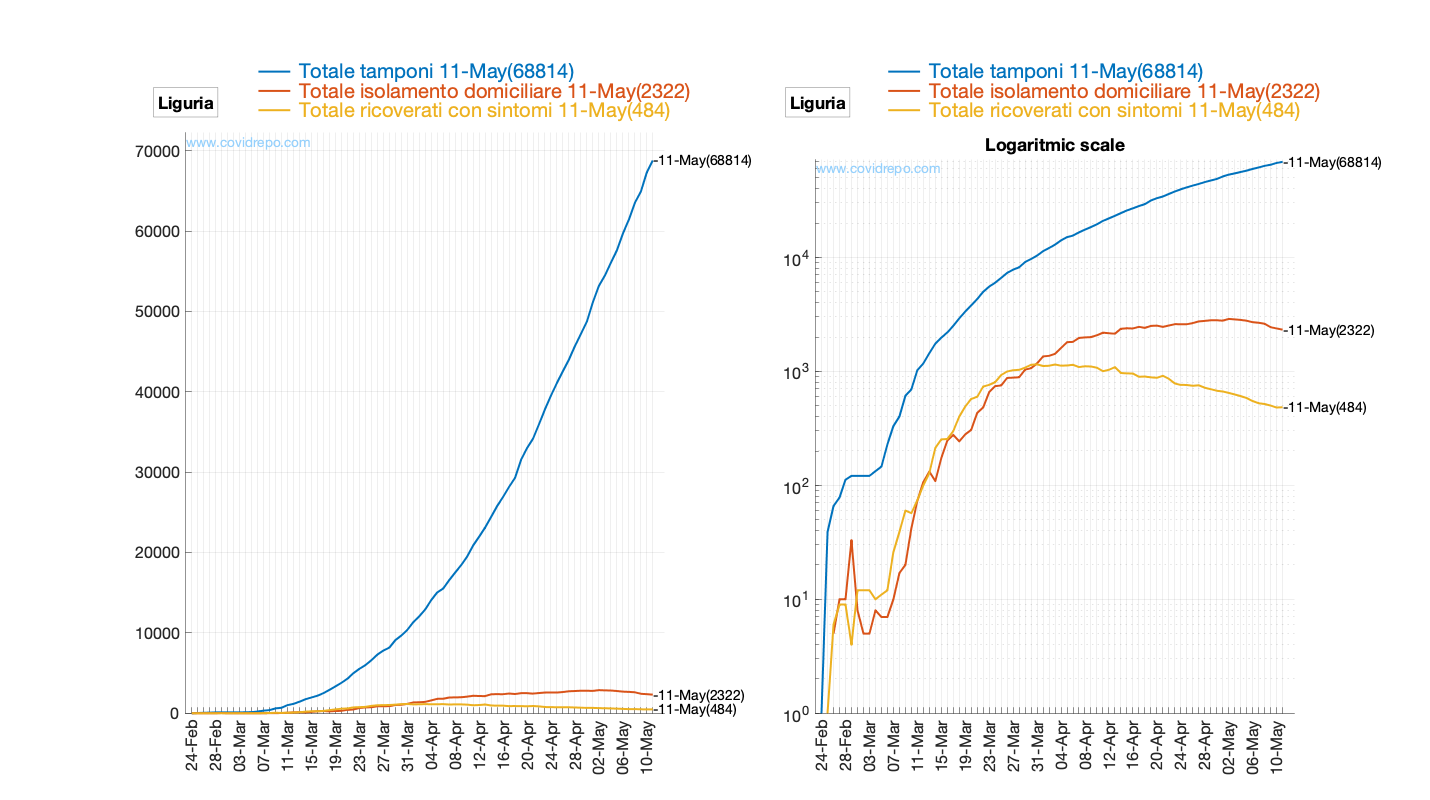 Totale tamponi 11-May(68814)
Totale isolamento domiciliare 11-May(2322)
Totale ricoverati con sintomi 11-May(484)
Liguria
www.covidrepo.com
70000
60000
50000
40000
30000
20000
10000
0
-11-May(68814)
-11-May(2322)
-11-May(484)
24-Feb
28-Feb
03-Mar
07-Mar
11-Mar
15-Mar
19-Mar
23-Mar
27-Mar
31-Mar
04-Apr
08-Apr
12-Apr
16-Apr
20-Apr
24-Apr
28-Apr
02-May
06-May
10-May
Totale tamponi 11-May(68814)
Totale isolamento domiciliare 11-May(2322)
Totale ricoverati con sintomi 11-May(484)
Liguria
Logaritmic scale
www.covidrepo.com
10⁴
10³
10²
10¹
10⁰
-11-May(68814)
-11-May(2322)
-11-May(484)
24-Feb
28-Feb
03-Mar
07-Mar
11-Mar
15-Mar
19-Mar
23-Mar
27-Mar
31-Mar
04-Apr
08-Apr
12-Apr
16-Apr
20-Apr
24-Apr
28-Apr
02-May
06-May
10-May